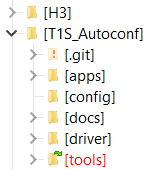 [H3]
[T1S_Autoconf]
[.git]
[apps]
[config]
[docs]
[driver]
[tools]